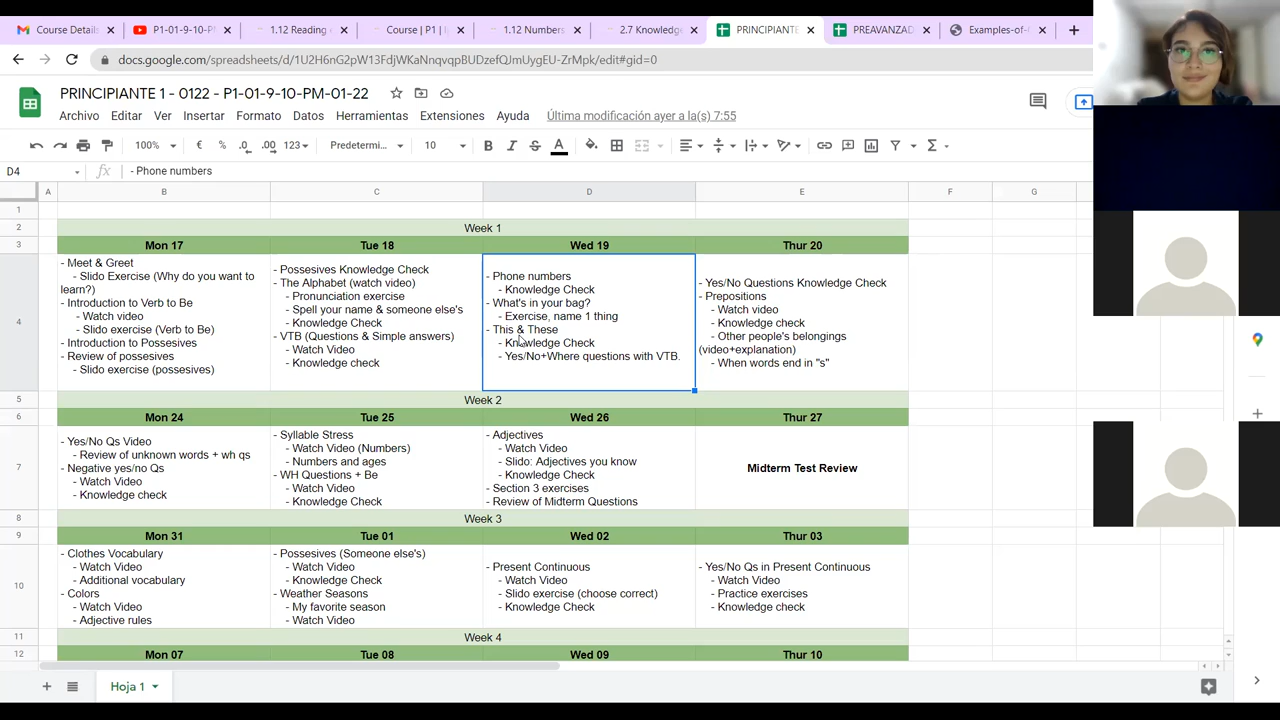 Course Details
P1-01-9-10-PM
1.12 Reading
Course | P1 |
1.12 Numbers
2.7 Knowledge
PRINCIPIANTE
PREAVANZAD
Examples-of-
docs.google.com/spreadsheets/d/1U2H6nG2pW13FdjWKaNnqvqpBUDzefQJmUygEU-ZrMpk/edit#gid=0
PRINCIPIANTE 1 - 0122 - P1-01-9-10-PM-01-22
Archivo Editar Ver Insertar Formato Datos Herramientas Extensiones Ayuda Última modificación ayer a la(s) 7:55
100% € % .0 .00 123 Predetermi... 10 B I S A Σ
D4 fx - Phone numbers
A B C D E F G
1
2 Week 1
3 Mon 17 Tue 18 Wed 19 Thur 20
4
- Meet & Greet
- Slido Exercise (Why do you want to
learn?)
- Introduction to Verb to Be
- Watch video
- Slido exercise (Verb to Be)
- Introduction to Possesives
- Review of possesives
- Slido exercise (possesives)
- Possesives Knowledge Check
- The Alphabet (watch video)
- Pronunciation exercise
- Spell your name & someone else's
- Knowledge Check
- VTB (Questions & Simple answers)
- Watch Video
- Knowledge check
- Phone numbers
- Knowledge Check
- What's in your bag?
- Exercise, name 1 thing
- This & These
- Knowledge Check
- Yes/No+Where questions with VTB.
- Yes/No Questions Knowledge Check
- Prepositions
- Watch video
- Knowledge check
- Other people's belongings
(video+explanation)
- When words end in "s"
5 Week 2
6 Mon 24 Tue 25 Wed 26 Thur 27
7
- Yes/No Qs Video
- Review of unknown words + wh qs
- Negative yes/no Qs
- Watch Video
- Knowledge check
- Syllable Stress
- Watch Video (Numbers)
- Numbers and ages
- WH Questions + Be
- Watch Video
- Knowledge Check
- Adjectives
- Watch Video
- Slido: Adjectives you know
- Knowledge Check
- Section 3 exercises
- Review of Midterm Questions
Midterm Test Review
8 Week 3
9 Mon 31 Tue 01 Wed 02 Thur 03
10
- Clothes Vocabulary
- Watch Video
- Additional vocabulary
- Colors
- Watch Video
- Adjective rules
- Possesives (Someone else's)
- Watch Video
- Knowledge Check
- Weather Seasons
- My favorite season
- Watch Video
- Present Continuous
- Watch Video
- Slido exercise (choose correct)
- Knowledge Check
- Yes/No Qs in Present Continuous
- Watch Video
- Practice exercises
- Knowledge check
11 Week 4
12 Mon 07 Tue 08 Wed 09 Thur 10
Hoja 1